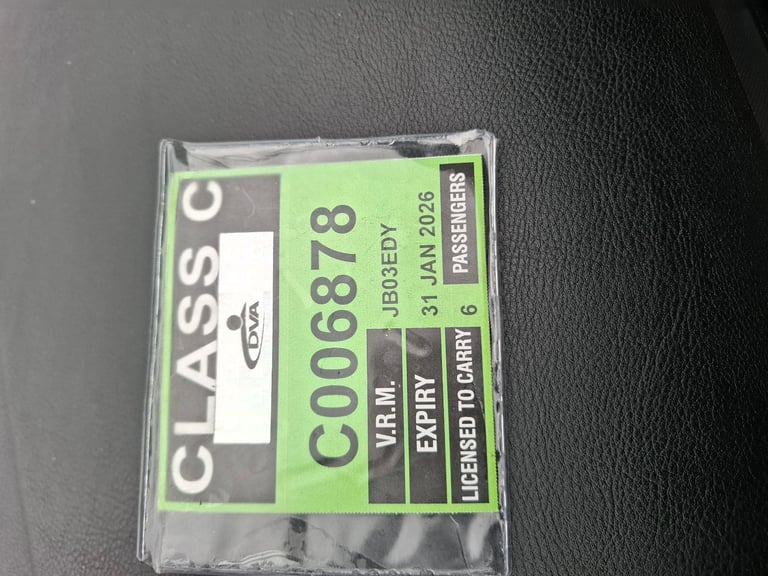 CLASS C
DVA
C006878
V.R.M. JB03EDY
EXPIRY 31 JAN 2026
LICENSED TO CARRY 6 PASSENGERS